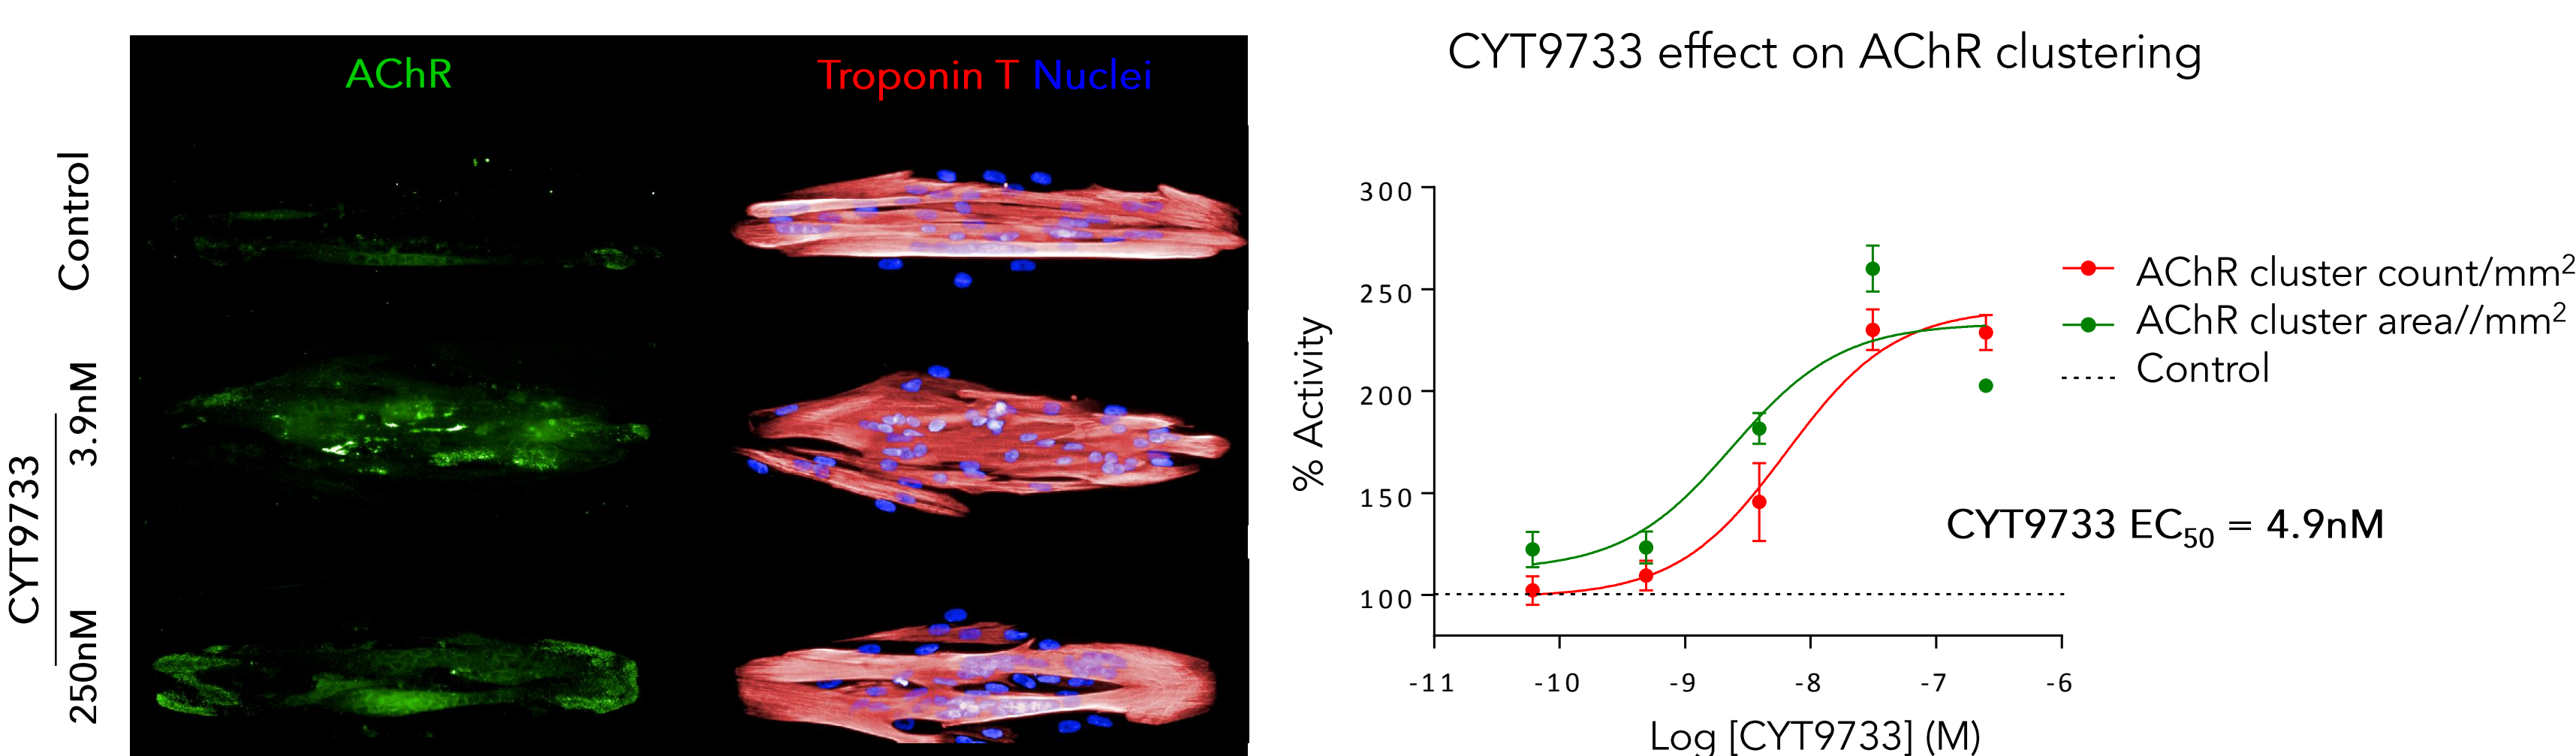 AChR
Troponin T Nuclei
Control
CYT9733
3.9nM
250nM
CYT9733 effect on AChR clustering
% Activity
300
250
200
150
100
-11 -10 -9 -8 -7 -6
Log [CYT9733] (M)
AChR cluster count/mm²
AChR cluster area//mm²
Control
CYT9733 EC₅₀ = 4.9nM